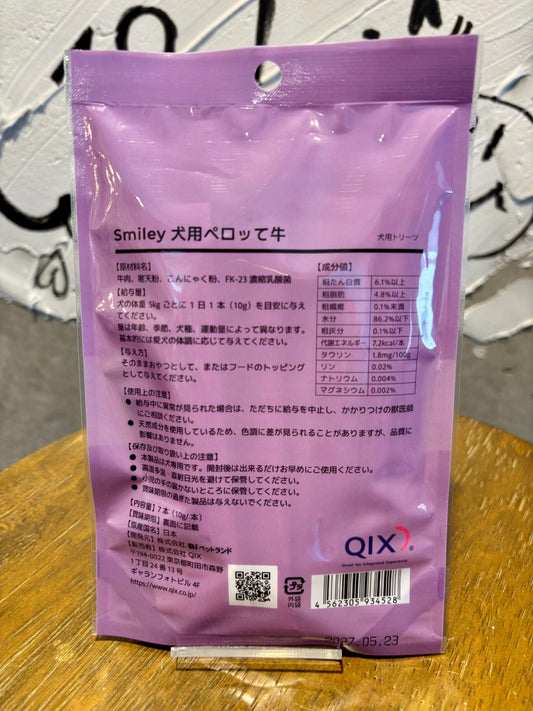 Smiley 犬用ペロッて牛
犬用トリーツ
【原材料名】
牛肉、寒天粉、こんにゃく粉、FK-23 濃縮乳酸菌
【給与量】
犬の体重 5kg ごとに 1 日 1 本（10g）を目安に与え
てください。
量は年齢、季節、犬種、運動量によって異なります。
基本的には愛犬の体調に応じて与えてください。
【与え方】
そのままおやつとして、またはフードのトッピング
として与えてください。
【成分値】
粗たん白質 6.1%以上
粗脂肪 4.8%以上
粗繊維 0.1%未満
水分 86.2%以下
粗灰分 0.1%以下
代謝エネルギー 7.2kcal/本
タウリン 1.8mg/100g
リン 0.02%
ナトリウム 0.004%
マグネシウム 0.002%
【使用上の注意】
● 給与中に異常が見られた場合は、ただちに給与を中止し、かかりつけの獣医師
にご相談ください。
● 天然成分を使用しているため、色調に差が見られることがありますが、品質に
影響はありません。
【保存及び取り扱い上の注意】
● 本製品は犬専用です。開封後は出来るだけお早めにご使用ください。
● 高温多湿・直射日光を避けて保管してください。
● 小児の手の届かないところに保管してください。
● 賞味期限の過ぎた製品は与えないでください。
【内容量】7 本（10g/ 本）
【賞味期限】裏面に記載
【原産国名】日本
【開発元】株式会社 ペットランド
【販売者】株式会社 QIX
〒194-0022 東京都町田市森野
1 丁目 24 番 13 号
ギャランフォトビル 4F
https://www.qix.co.jp/
プラ
外袋
内袋
QIX®
Quest for Integrated Experience
4 562305 934528
2027.05.23